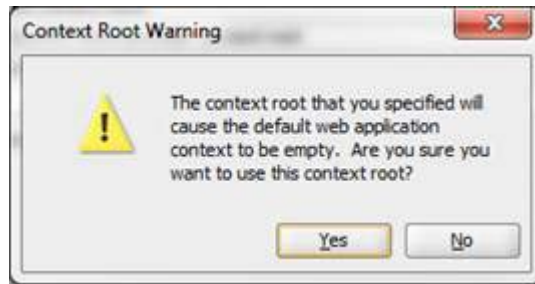 Context Root Warning
The context root that you specified will
cause the default web application
context to be empty. Are you sure you
want to use this context root?
Yes
No